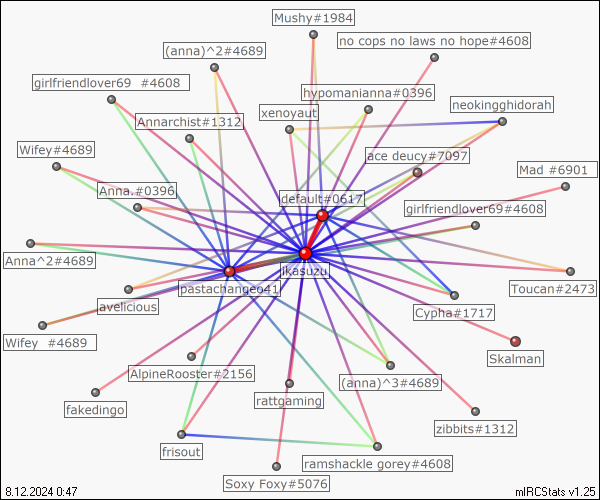 Mushy#1984
no cops no laws no hope#4608
(anna)^2#4689
girlfriendlover69 #4608
hypomanianna#0396
neokingghidorah
xenoyaut
Annarchist#1312
Wifey#4689
ace deucy#7097
Mad #6901
Anna.#0396
default#0617
girlfriendlover69#4608
Anna^2#4689
ikasuzu
pastachangeo41
Toucan#2473
avelicious
Cypha#1717
Wifey #4689
Skalman
AlpineRooster#2156
(anna)^3#4689
rattgaming
fakedingo
zibbits#1312
frisout
ramshackle gorey#4608
Soxy Foxy#5076
8.12.2024 0:47
mIRCStats v1.25